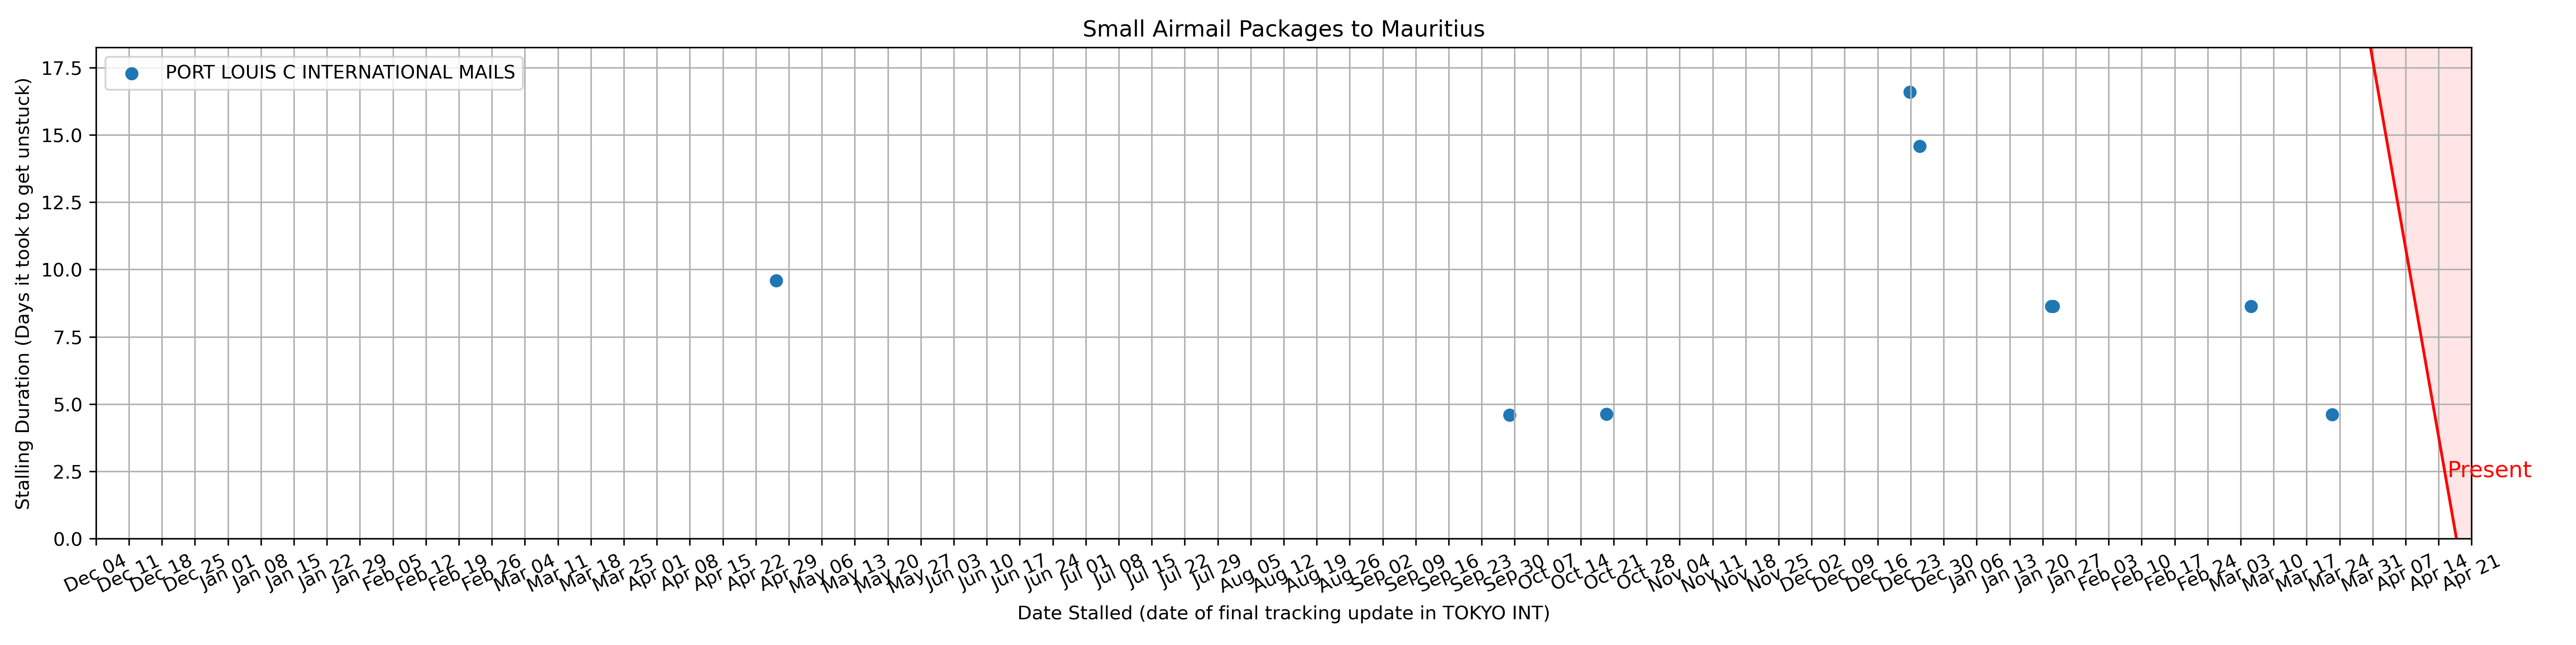 Small Airmail Packages to Mauritius
PORT LOUIS C INTERNATIONAL MAILS
Stalling Duration (Days it took to get unstuck)
17.5
15.0
12.5
10.0
7.5
5.0
2.5
0.0
Present
Dec 04
Dec 11
Dec 18
Dec 25
Jan 01
Jan 08
Jan 15
Jan 22
Jan 29
Feb 05
Feb 12
Feb 19
Feb 26
Mar 04
Mar 11
Mar 18
Mar 25
Apr 01
Apr 08
Apr 15
Apr 22
Apr 29
May 06
May 13
May 20
May 27
Jun 03
Jun 10
Jun 17
Jun 24
Jul 01
Jul 08
Jul 15
Jul 22
Jul 29
Aug 05
Aug 12
Aug 19
Aug 26
Sep 02
Sep 09
Sep 16
Sep 23
Sep 30
Oct 07
Oct 14
Oct 21
Oct 28
Nov 04
Nov 11
Nov 18
Nov 25
Dec 02
Dec 09
Dec 16
Dec 23
Dec 30
Jan 06
Jan 13
Jan 20
Jan 27
Feb 03
Feb 10
Feb 17
Feb 24
Mar 03
Mar 10
Mar 17
Mar 24
Mar 31
Apr 07
Apr 14
Apr 21
Date Stalled (date of final tracking update in TOKYO INT)